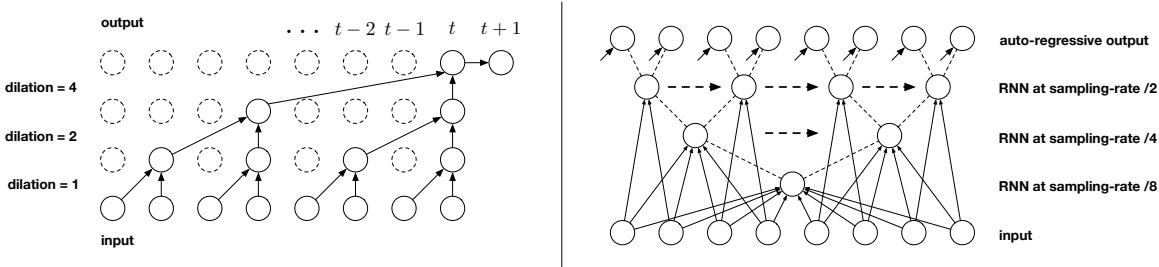 output
... t − 2 t − 1 t t + 1
dilation = 4
dilation = 2
dilation = 1
input
auto-regressive output
RNN at sampling-rate /2
RNN at sampling-rate /4
RNN at sampling-rate /8
input